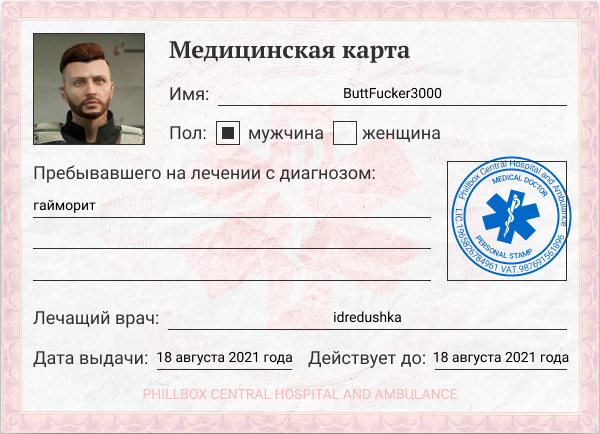 Медицинская карта
Имя: ButtFucker3000
Пол: мужчина женщина
Пребывавшего на лечении с диагнозом:
гайморит
Phillbox Central Hospital and Ambulance
MEDICAL DOCTOR
PERSONAL STAMP
LIC.1965826784961 VAT.987691561896
Лечащий врач: idredushka
Дата выдачи: 18 августа 2021 года Действует до: 18 августа 2021 года
PHILLBOX CENTRAL HOSPITAL AND AMBULANCE